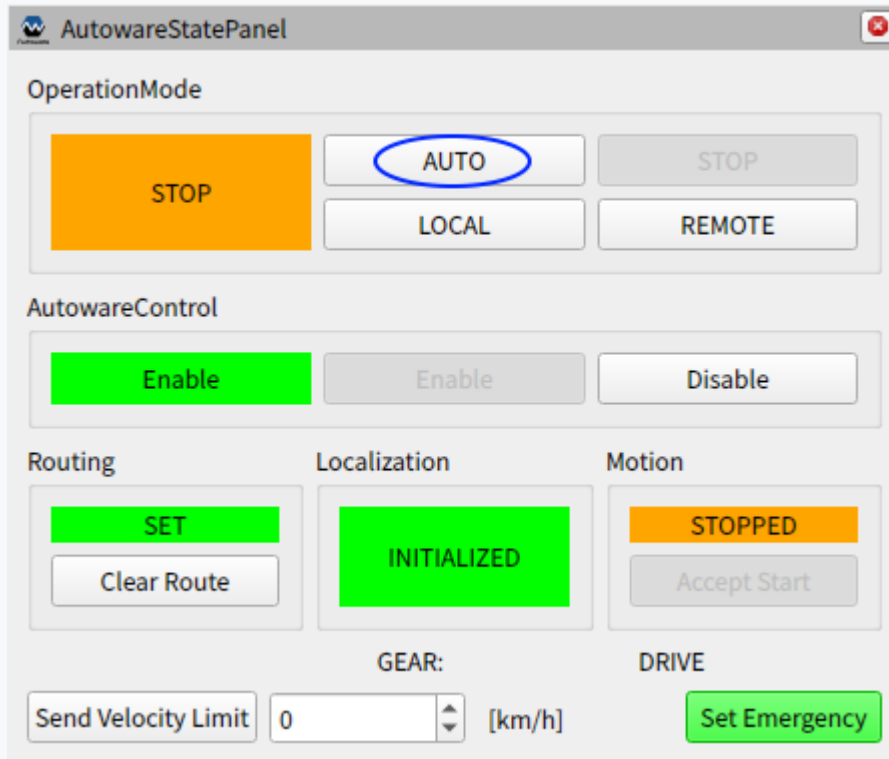 AutowareStatePanel
OperationMode
STOP AUTO STOP
LOCAL REMOTE
AutowareControl
Enable Enable Disable
Routing Localization Motion
SET INITIALIZED STOPPED
Clear Route Accept Start
GEAR: DRIVE
Send Velocity Limit 0 [km/h] Set Emergency